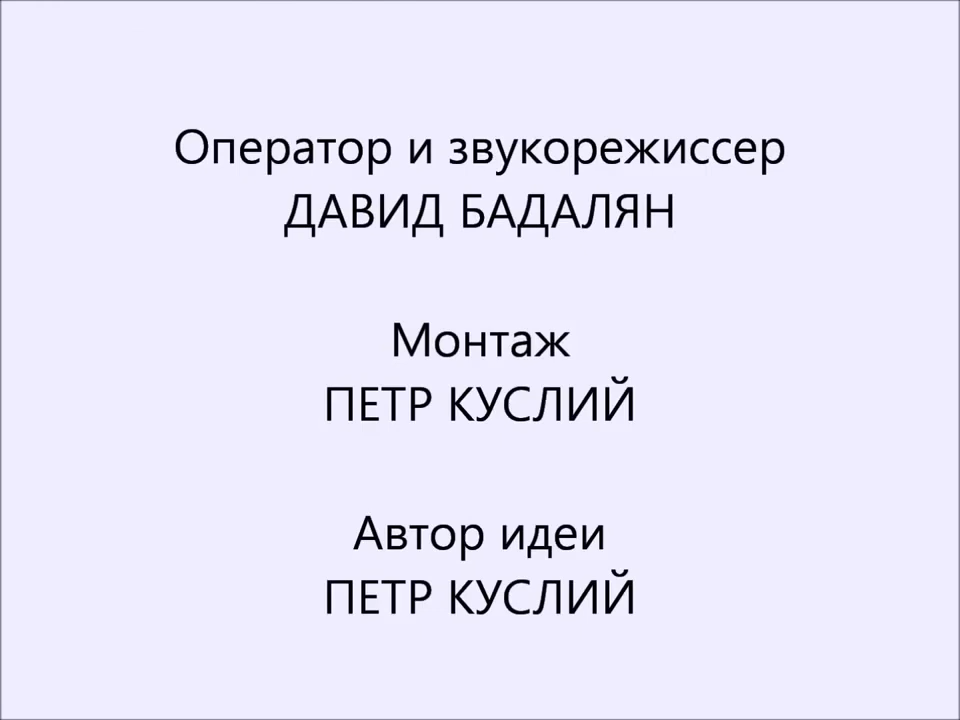 Оператор и звукорежиссер
ДАВИД БАДАЛЯН
Монтаж
ПЕТР КУСЛИЙ
Автор идеи
ПЕТР КУСЛИЙ